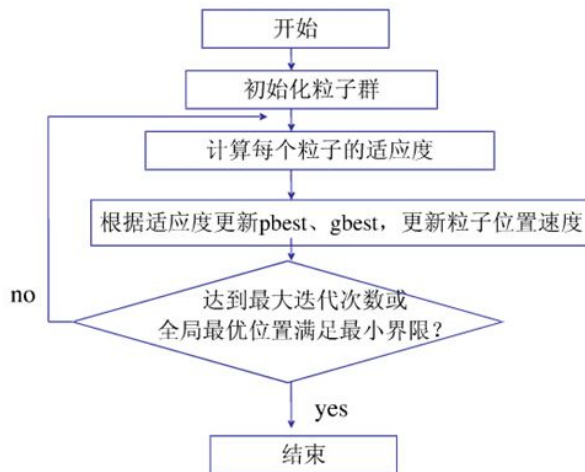 开始
初始化粒子群
计算每个粒子的适应度
根据适应度更新pbest、gbest，更新粒子位置速度
no
达到最大迭代次数或
全局最优位置满足最小界限？
yes
结束